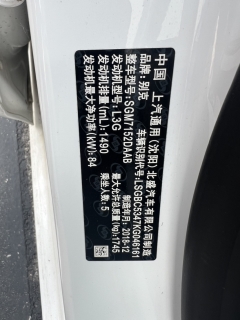 中国 上汽通用(沈阳)北盛汽车有限公司制造
品牌: 别克 车辆识别代号: LSGBC5347KG046161
整车型号: SGM7152DAAB 制造年月: 2018-12
发动机型号: L3G 最大允许总质量(kg): 1745
发动机排量(mL): 1490 乘坐人数: 5
发动机最大净功率(kW): 84